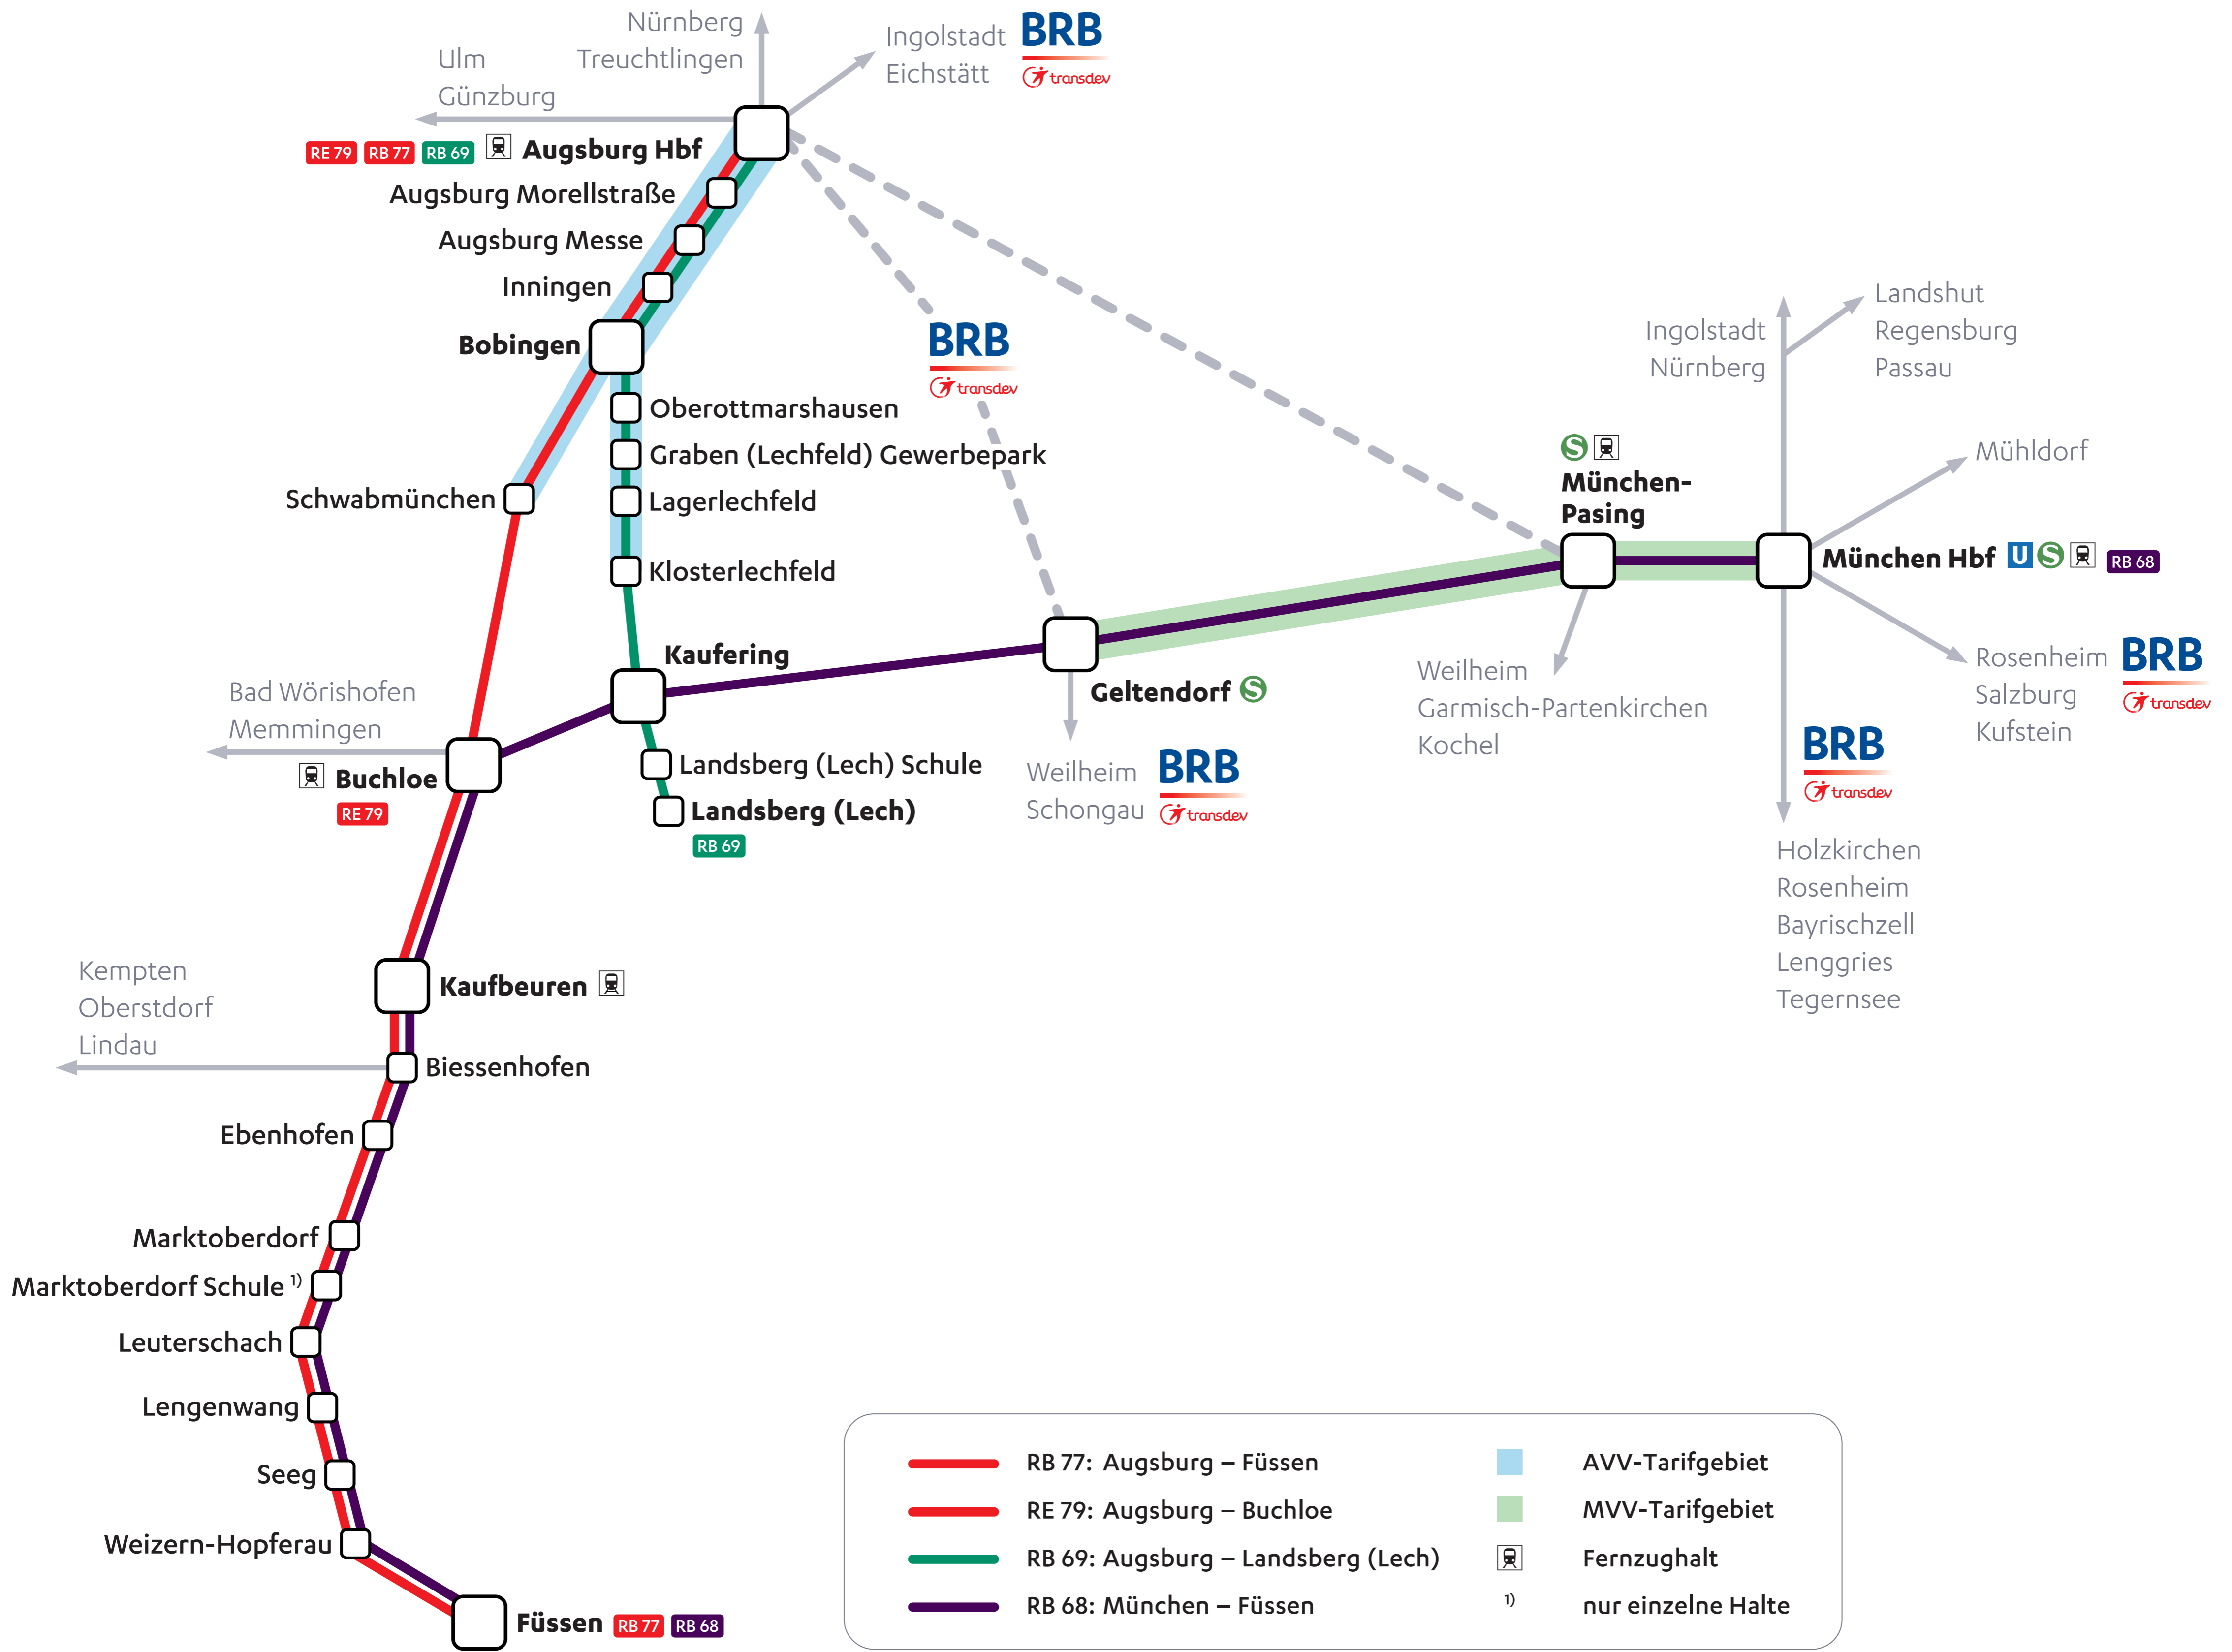 Nürnberg
Treuchtlingen
Ulm
Günzburg
Ingolstadt
Eichstätt
BRB
transdev
RE 79 RB 77 RB 69 Augsburg Hbf
Augsburg Morellstraße
Augsburg Messe
Inningen
Bobingen
BRB
transdev
Oberottmarshausen
Graben (Lechfeld) Gewerbepark
Lagerlechfeld
Klosterlechfeld
Schwabmünchen
Ingolstadt
Nürnberg
Landshut
Regensburg
Passau
Mühldorf
S
München-
Pasing
München Hbf U S RB 68
Kaufering
Geltendorf S
Weilheim
Garmisch-Partenkirchen
Kochel
Rosenheim
Salzburg
Kufstein
BRB
transdev
Bad Wörishofen
Memmingen
Buchloe
RE 79
Landsberg (Lech) Schule
Landsberg (Lech)
RB 69
Weilheim
Schongau
BRB
transdev
BRB
transdev
Holzkirchen
Rosenheim
Bayrischzell
Lenggries
Tegernsee
Kaufbeuren
Kempten
Oberstdorf
Lindau
Biessenhofen
Ebenhofen
Marktoberdorf
Marktoberdorf Schule 1)
Leuterschach
Lengenwang
Seeg
Weizern-Hopferau
Füssen RB 77 RB 68
RB 77: Augsburg – Füssen
RE 79: Augsburg – Buchloe
RB 69: Augsburg – Landsberg (Lech)
RB 68: München – Füssen
AVV-Tarifgebiet
MVV-Tarifgebiet
Fernzughalt
1) nur einzelne Halte